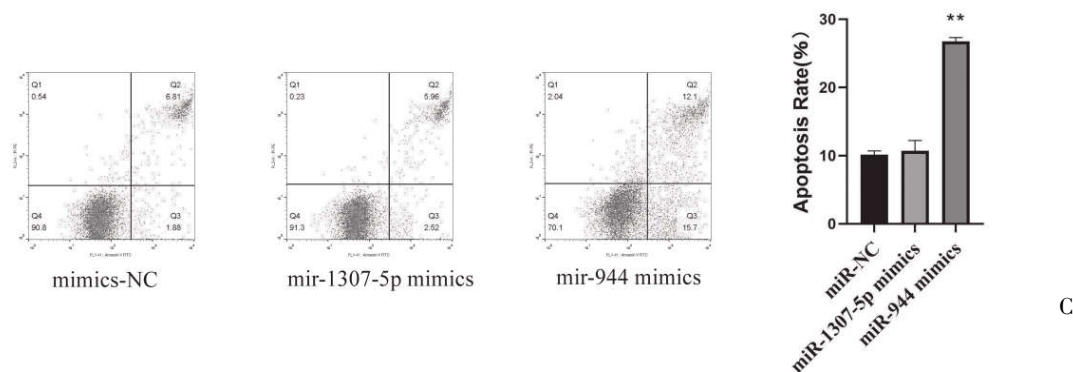 Q1
0.54
Q2
6.81
Q4
90.8
Q3
1.88
mimics-NC
Q1
0.23
Q2
5.96
Q4
91.3
Q3
2.52
mir-1307-5p mimics
Q1
2.04
Q2
12.1
Q4
70.1
Q3
15.7
mir-944 mimics
Apoptosis Rate(%)
30
20
10
0
**
miR-NC
miR-1307-5p mimics
miR-944 mimics
C